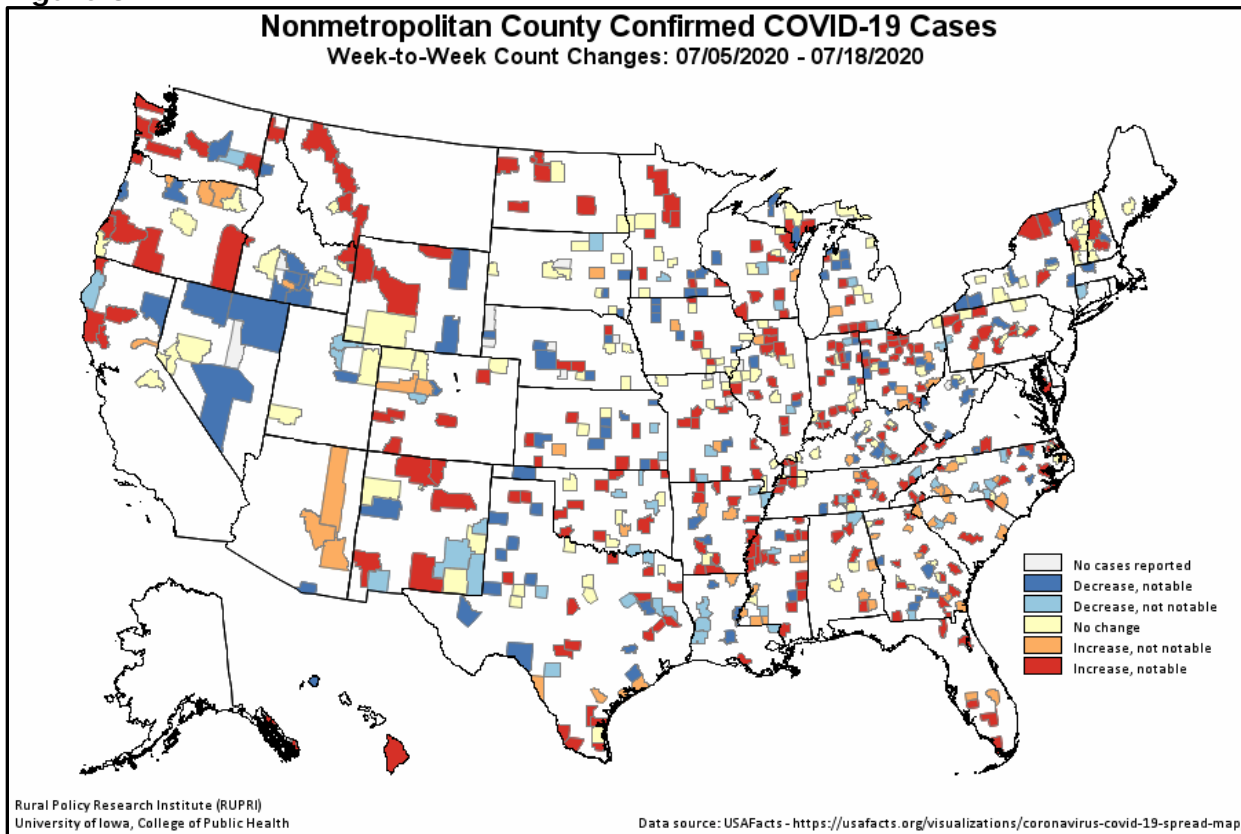 Nonmetropolitan County Confirmed COVID-19 Cases
Week-to-Week Count Changes: 07/05/2020 - 07/18/2020
No cases reported
Decrease, notable
Decrease, not notable
No change
Increase, not notable
Increase, notable
Rural Policy Research Institute (RUPRI)
University of Iowa, College of Public Health
Data source: USAFacts - https://usafacts.org/visualizations/coronavirus-covid-19-spread-map